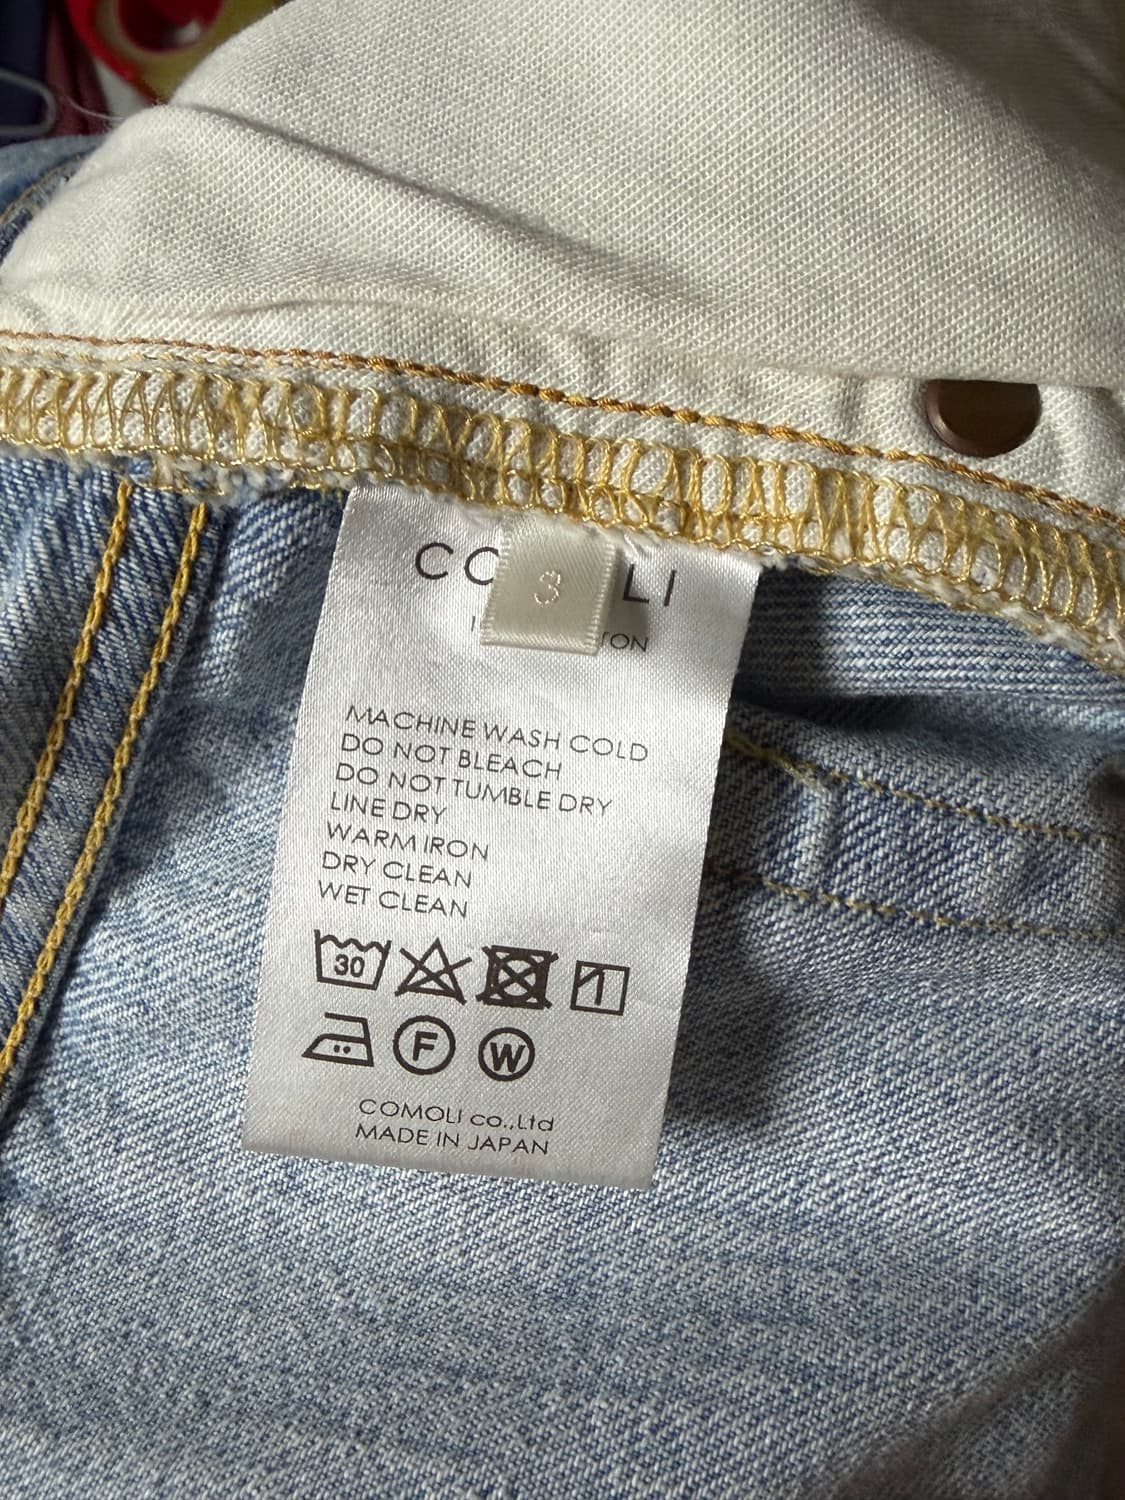 3
MACHINE WASH COLD
DO NOT BLEACH
DO NOT TUMBLE DRY
LINE DRY
WARM IRON
DRY CLEAN
WET CLEAN
30
F
W
COMOLI co.,Ltd
MADE IN JAPAN